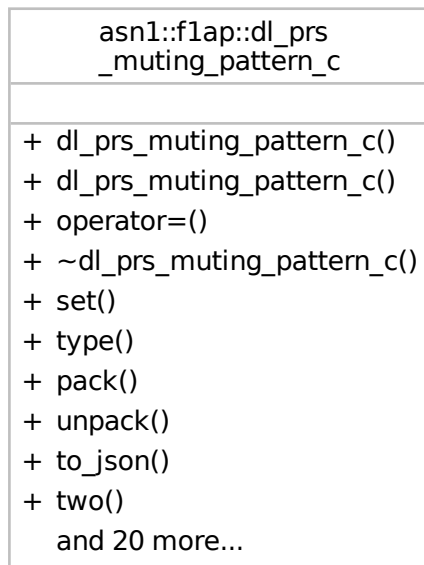 asn1::f1ap::dl_prs
_muting_pattern_c
+ dl_prs_muting_pattern_c()
+ dl_prs_muting_pattern_c()
+ operator=()
+ ~dl_prs_muting_pattern_c()
+ set()
+ type()
+ pack()
+ unpack()
+ to_json()
+ two()
and 20 more...